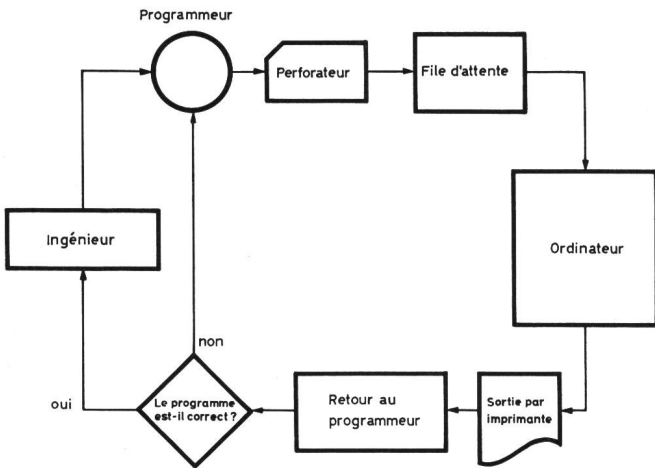 Programmeur
Perforateur
File d'attente
Ingénieur
Ordinateur
non
oui
Le programme
est-il correct ?
Retour au
programmeur
Sortie par
imprimante